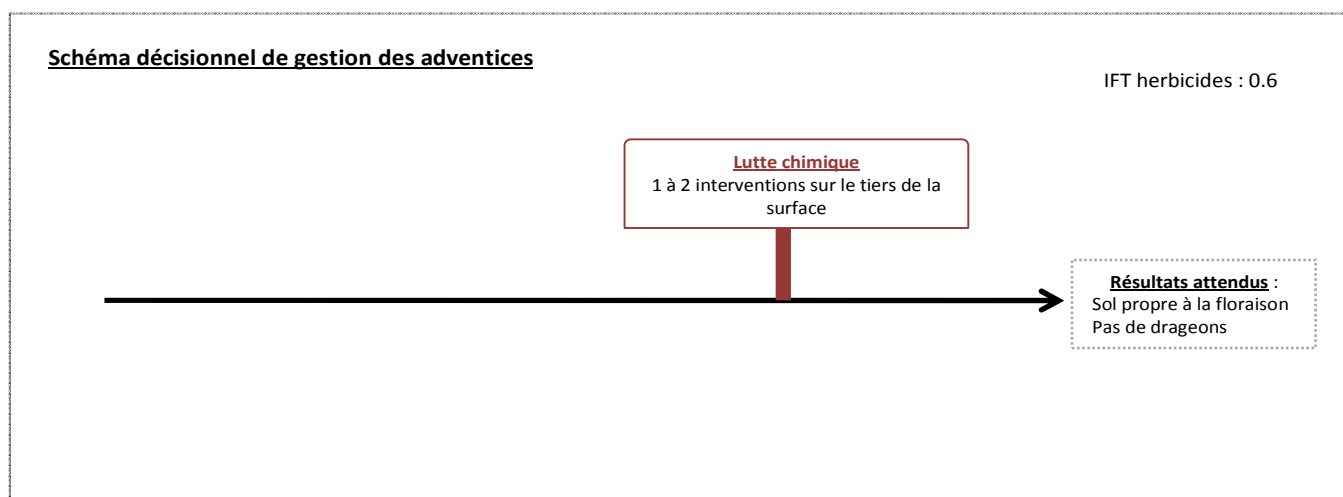 Schéma décisionnel de gestion des adventices
IFT herbicides : 0.6
Lutte chimique
1 à 2 interventions sur le tiers de la
surface
Résultats attendus :
Sol propre à la floraison
Pas de drageons